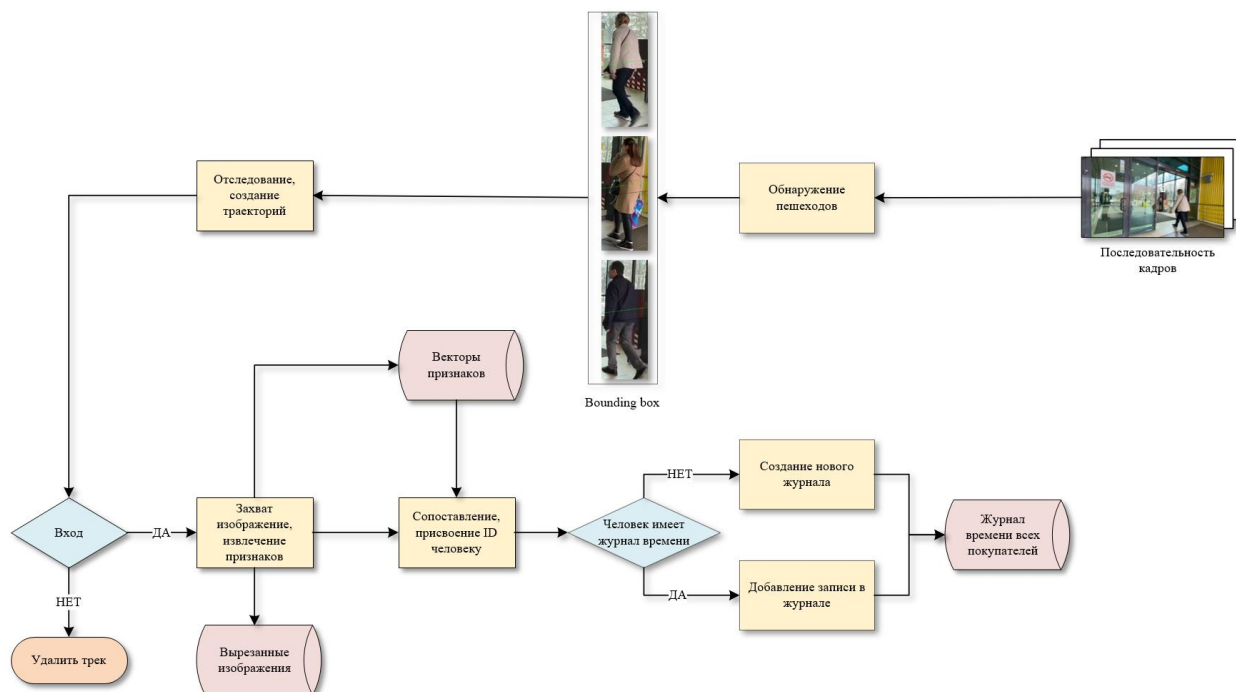 Отследование,
создание
траекторий
Обнаружение
пешеходов
Последовательность
кадров
Bounding box
Векторы
признаков
Вход
ДА
НЕТ
Удалить трек
Захват
изображение,
извлечение
признаков
Вырезанные
изображения
Сопоставление,
присвоение ID
человеку
Человек имеет
журнал времени
НЕТ
ДА
Создание нового
журнала
Добавление записи в
журнале
Журнал
времени всех
покупателей